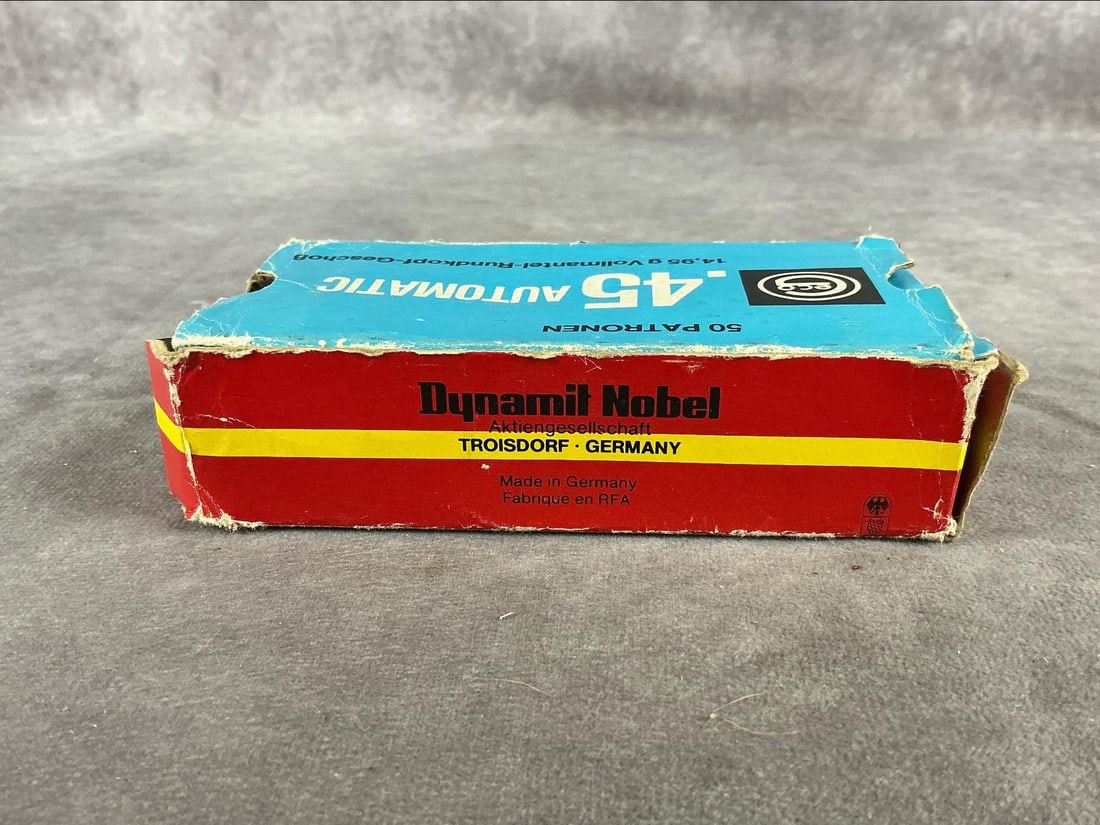 14,95 g Vollmantel-Rundkopf-Geschoß
.45 AUTOMATIC
geco
50 PATRONEN
Dynamit Nobel
Aktiengesellschaft
TROISDORF · GERMANY
Made in Germany
Fabriqué en RFA